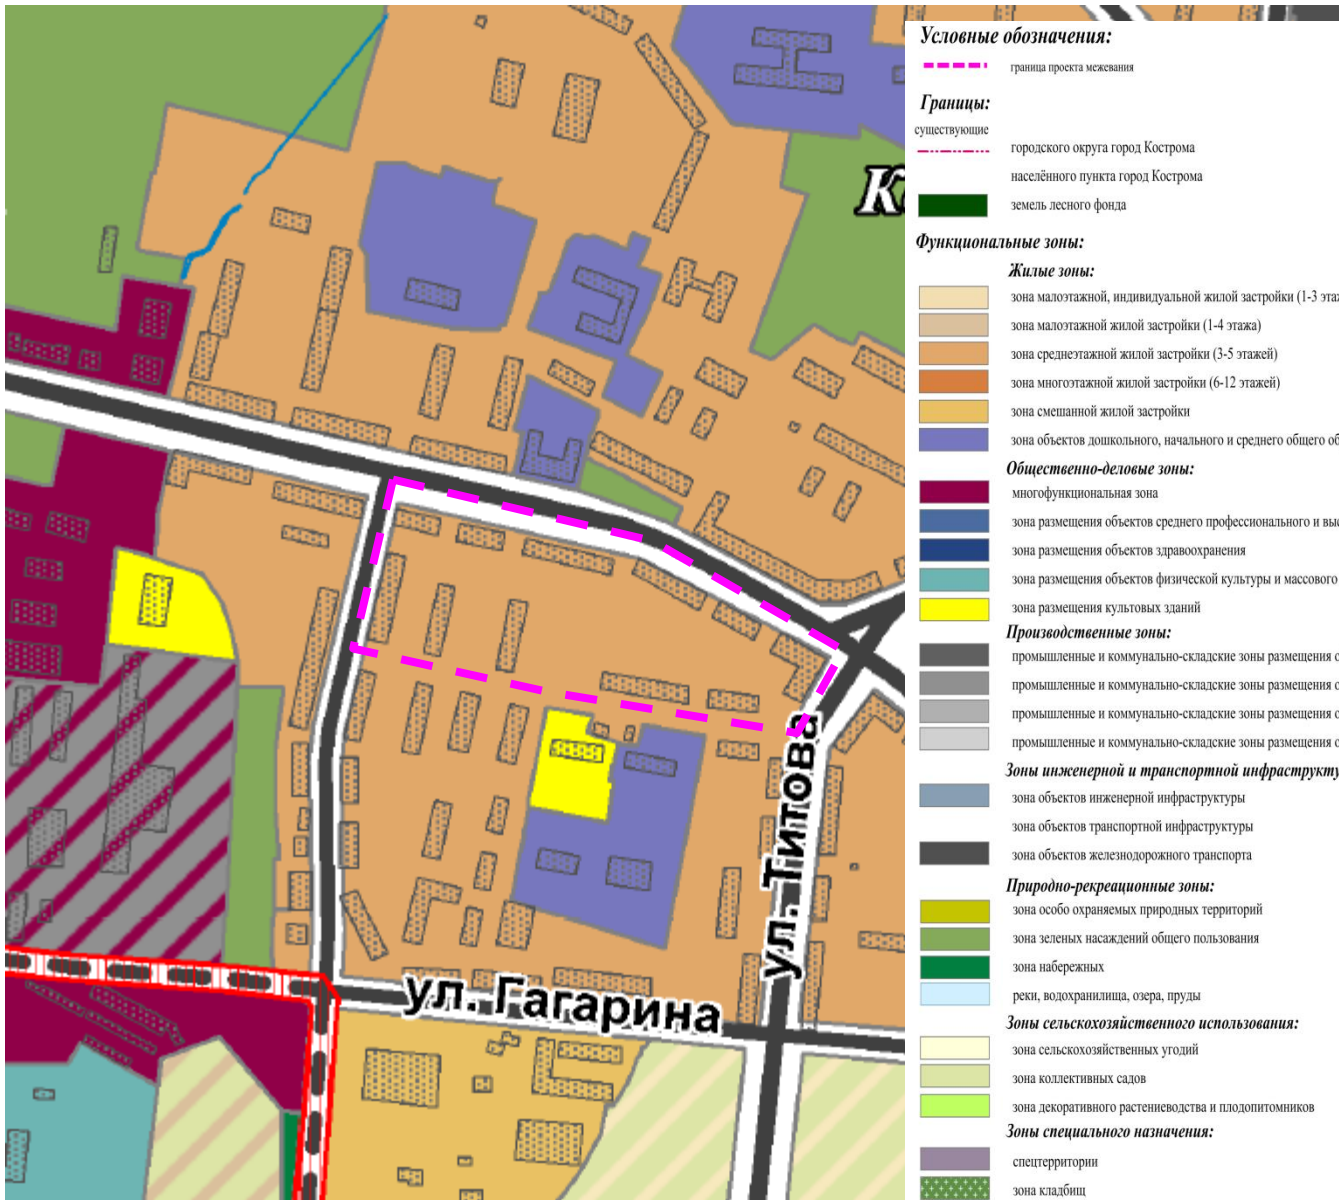 К
ул. Титова
ул. Гагарина
Условные обозначения:
граница проекта межевания
Границы:
существующие
городского округа город Кострома
населённого пункта город Кострома
земель лесного фонда
Функциональные зоны:
Жилые зоны:
зона малоэтажной, индивидуальной жилой застройки (1-3 эта
зона малоэтажной жилой застройки (1-4 этажа)
зона среднеэтажной жилой застройки (3-5 этажей)
зона многоэтажной жилой застройки (6-12 этажей)
зона смешанной жилой застройки
зона объектов дошкольного, начального и среднего общего об
Общественно-деловые зоны:
многофункциональная зона
зона размещения объектов среднего профессионального и выс
зона размещения объектов здравоохранения
зона размещения объектов физической культуры и массового
зона размещения культовых зданий
Производственные зоны:
промышленные и коммунально-складские зоны размещения о
промышленные и коммунально-складские зоны размещения о
промышленные и коммунально-складские зоны размещения о
промышленные и коммунально-складские зоны размещения о
Зоны инженерной и транспортной инфраструкту
зона объектов инженерной инфраструктуры
зона объектов транспортной инфраструктуры
зона объектов железнодорожного транспорта
Природно-рекреационные зоны:
зона особо охраняемых природных территорий
зона зеленых насаждений общего пользования
зона набережных
реки, водохранилища, озера, пруды
Зоны сельскохозяйственного использования:
зона сельскохозяйственных угодий
зона коллективных садов
зона декоративного растениеводства и плодопитомников
Зоны специального назначения:
спецтерритории
зона кладбищ